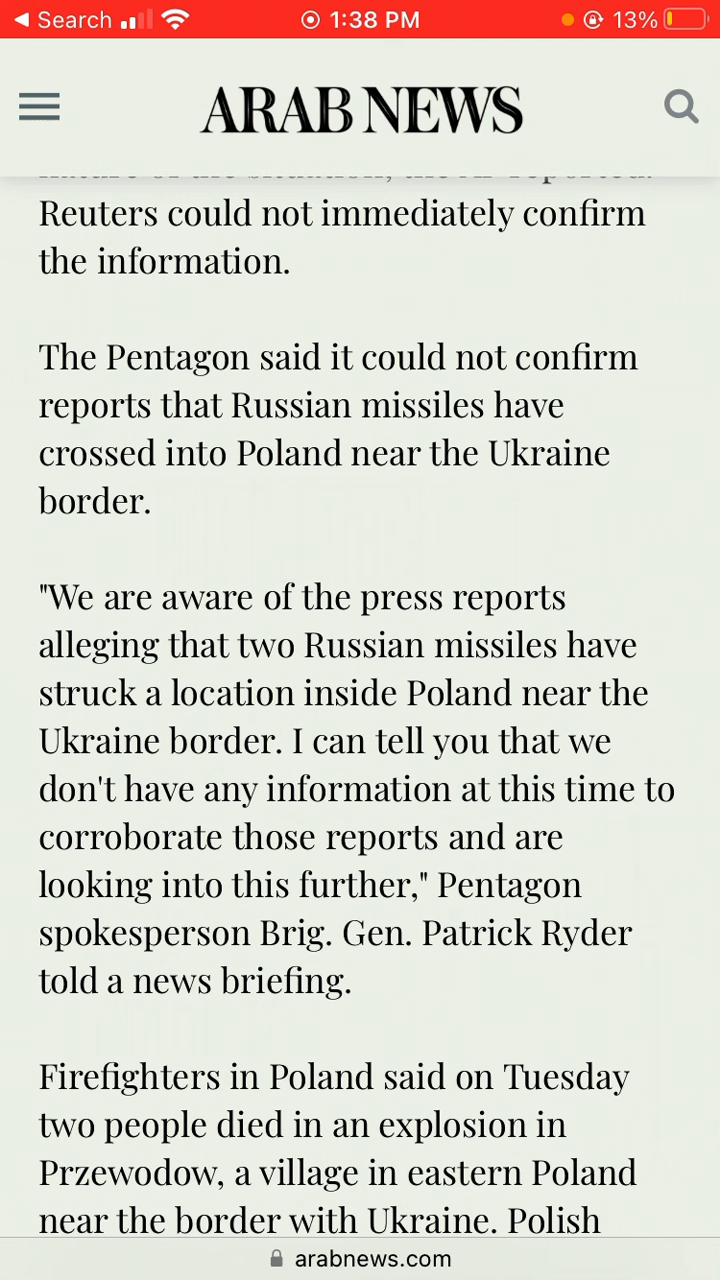 Search
1:38 PM
13%
ARAB NEWS
Reuters could not immediately confirm
the information.
The Pentagon said it could not confirm
reports that Russian missiles have
crossed into Poland near the Ukraine
border.
"We are aware of the press reports
alleging that two Russian missiles have
struck a location inside Poland near the
Ukraine border. I can tell you that we
don't have any information at this time to
corroborate those reports and are
looking into this further," Pentagon
spokesperson Brig. Gen. Patrick Ryder
told a news briefing.
Firefighters in Poland said on Tuesday
two people died in an explosion in
Przewodow, a village in eastern Poland
near the border with Ukraine. Polish
arabnews.com